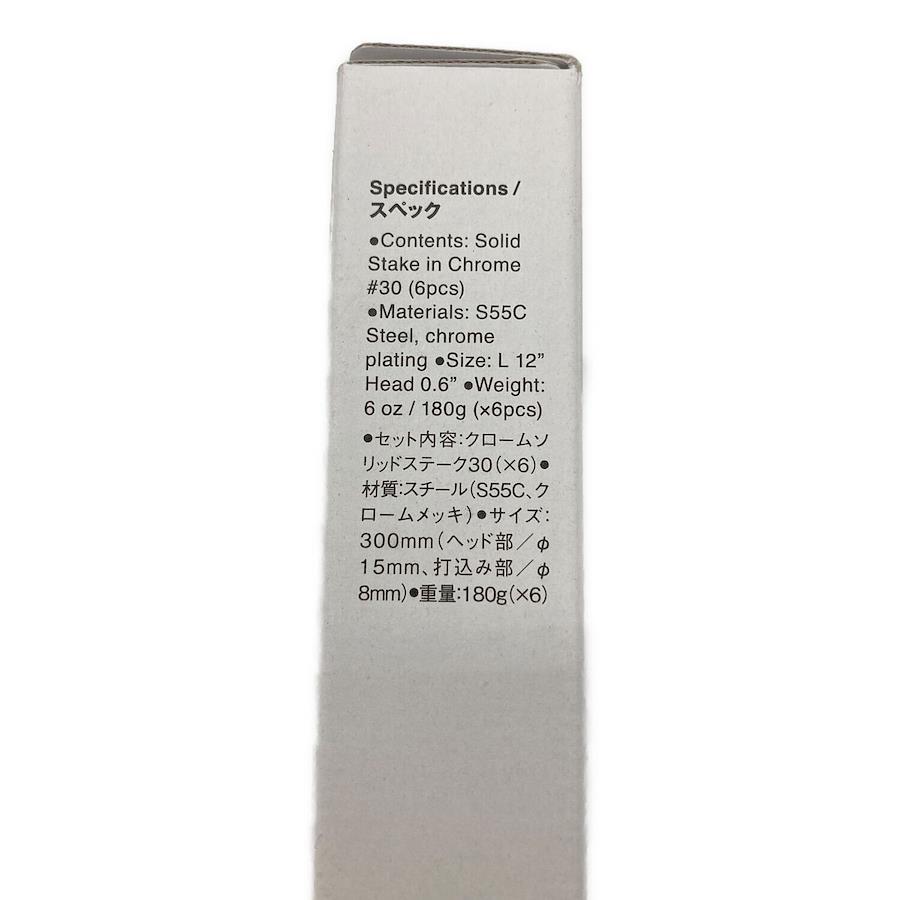 Specifications /
スペック
●Contents: Solid
Stake in Chrome
#30 (6pcs)
●Materials: S55C
Steel, chrome
plating ●Size: L 12”
Head 0.6” ●Weight:
6 oz / 180g (×6pcs)
●セット内容:クロームソ
リッドステーク30(×6)●
材質:スチール(S55C、ク
ロームメッキ)●サイズ:
300mm(ヘッド部／φ
15mm、打込み部／φ
8mm)●重量:180g(×6)